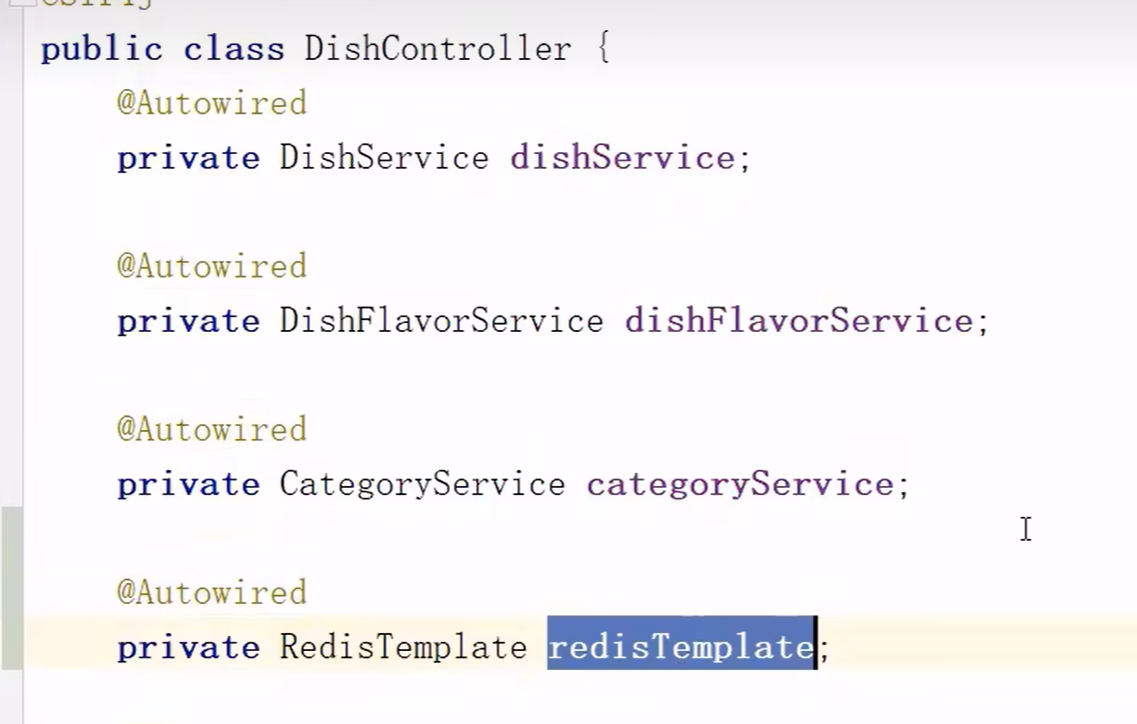 public class DishController {
@Autowired
private DishService dishService;
@Autowired
private DishFlavorService dishFlavorService;
@Autowired
private CategoryService categoryService;
@Autowired
private RedisTemplate redisTemplate;